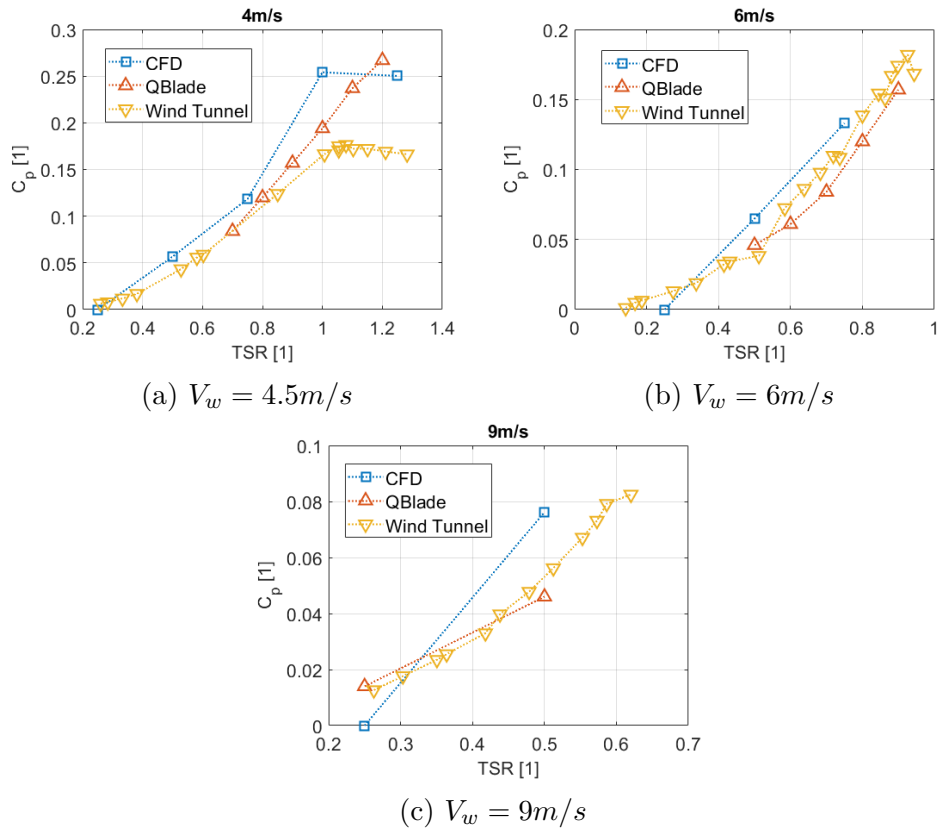 4m/s
CFD
QBlade
Wind Tunnel
C_p [1]
0.3
0.25
0.2
0.15
0.1
0.05
0
0.2 0.4 0.6 0.8 1 1.2 1.4
TSR [1]
(a) V_w = 4.5m/s
6m/s
CFD
QBlade
Wind Tunnel
C_p [1]
0.2
0.15
0.1
0.05
0
0 0.2 0.4 0.6 0.8 1
TSR [1]
(b) V_w = 6m/s
9m/s
CFD
QBlade
Wind Tunnel
C_p [1]
0.1
0.08
0.06
0.04
0.02
0
0.2 0.3 0.4 0.5 0.6 0.7
TSR [1]
(c) V_w = 9m/s